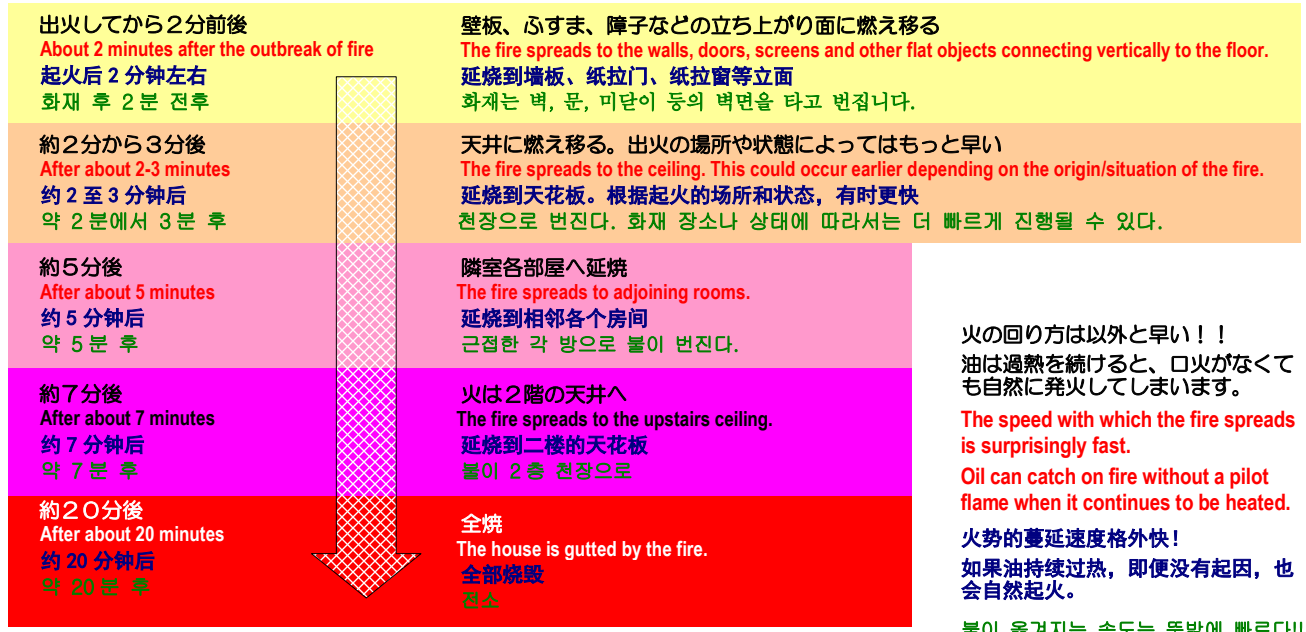 出火してから２分前後
About 2 minutes after the outbreak of fire
起火后 2 分钟左右
화재 후 2분 전후
壁板、ふすま、障子などの立ち上がり面に燃え移る
The fire spreads to the walls, doors, screens and other flat objects connecting vertically to the floor.
延烧到墙板、纸拉门、纸拉窗等立面
화재는 벽, 문, 미닫이 등의 벽면을 타고 번집니다.
約２分から３分後
After about 2-3 minutes
约 2 至 3 分钟后
약 2분에서 3분 후
天井に燃え移る。出火の場所や状態によってはもっと早い
The fire spreads to the ceiling. This could occur earlier depending on the origin/situation of the fire.
延烧到天花板。根据起火的场所和状态，有时更快
천장으로 번진다. 화재 장소나 상태에 따라서는 더 빠르게 진행될 수 있다.
約５分後
After about 5 minutes
约 5 分钟后
약 5분 후
隣室各部屋へ延焼
The fire spreads to adjoining rooms.
延烧到相邻各个房间
근접한 각 방으로 불이 번진다.
約７分後
After about 7 minutes
约 7 分钟后
약 7분 후
火は２階の天井へ
The fire spreads to the upstairs ceiling.
延烧到二楼的天花板
불이 2층 천장으로
約２０分後
After about 20 minutes
约 20 分钟后
약 20분 후
全焼
The house is gutted by the fire.
全部烧毁
전소
火の回り方は以外と早い！！
油は過熱を続けると、口火がなくて
も自然に発火してしまいます。
The speed with which the fire spreads
is surprisingly fast.
Oil can catch on fire without a pilot
flame when it continues to be heated.
火势的蔓延速度格外快！
如果油持续过热，即便没有起因，也
会自然起火。
불이 옮겨지는 속도는 뜻밖에 빠르다!!